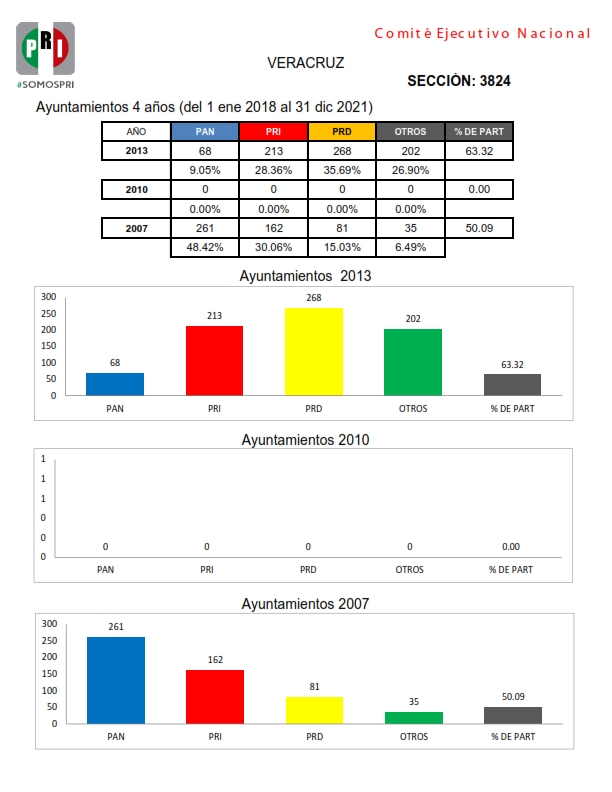 Comité Ejecutivo Nacional
PRI
#SOMOSPRI
VERACRUZ
SECCIÓN: 3824
Ayuntamientos 4 años (del 1 ene 2018 al 31 dic 2021)
AÑO PAN PRI PRD OTROS % DE PART
2013 68 213 268 202 63.32
9.05% 28.36% 35.69% 26.90%
2010 0 0 0 0 0.00
0.00% 0.00% 0.00% 0.00%
2007 261 162 81 35 50.09
48.42% 30.06% 15.03% 6.49%
Ayuntamientos 2013
300
250
200
150
100
50
0
68 213 268 202 63.32
PAN PRI PRD OTROS % DE PART
Ayuntamientos 2010
1
1
1
0
0
0
0 0 0 0 0.00
PAN PRI PRD OTROS % DE PART
Ayuntamientos 2007
300
250
200
150
100
50
0
261 162 81 35 50.09
PAN PRI PRD OTROS % DE PART